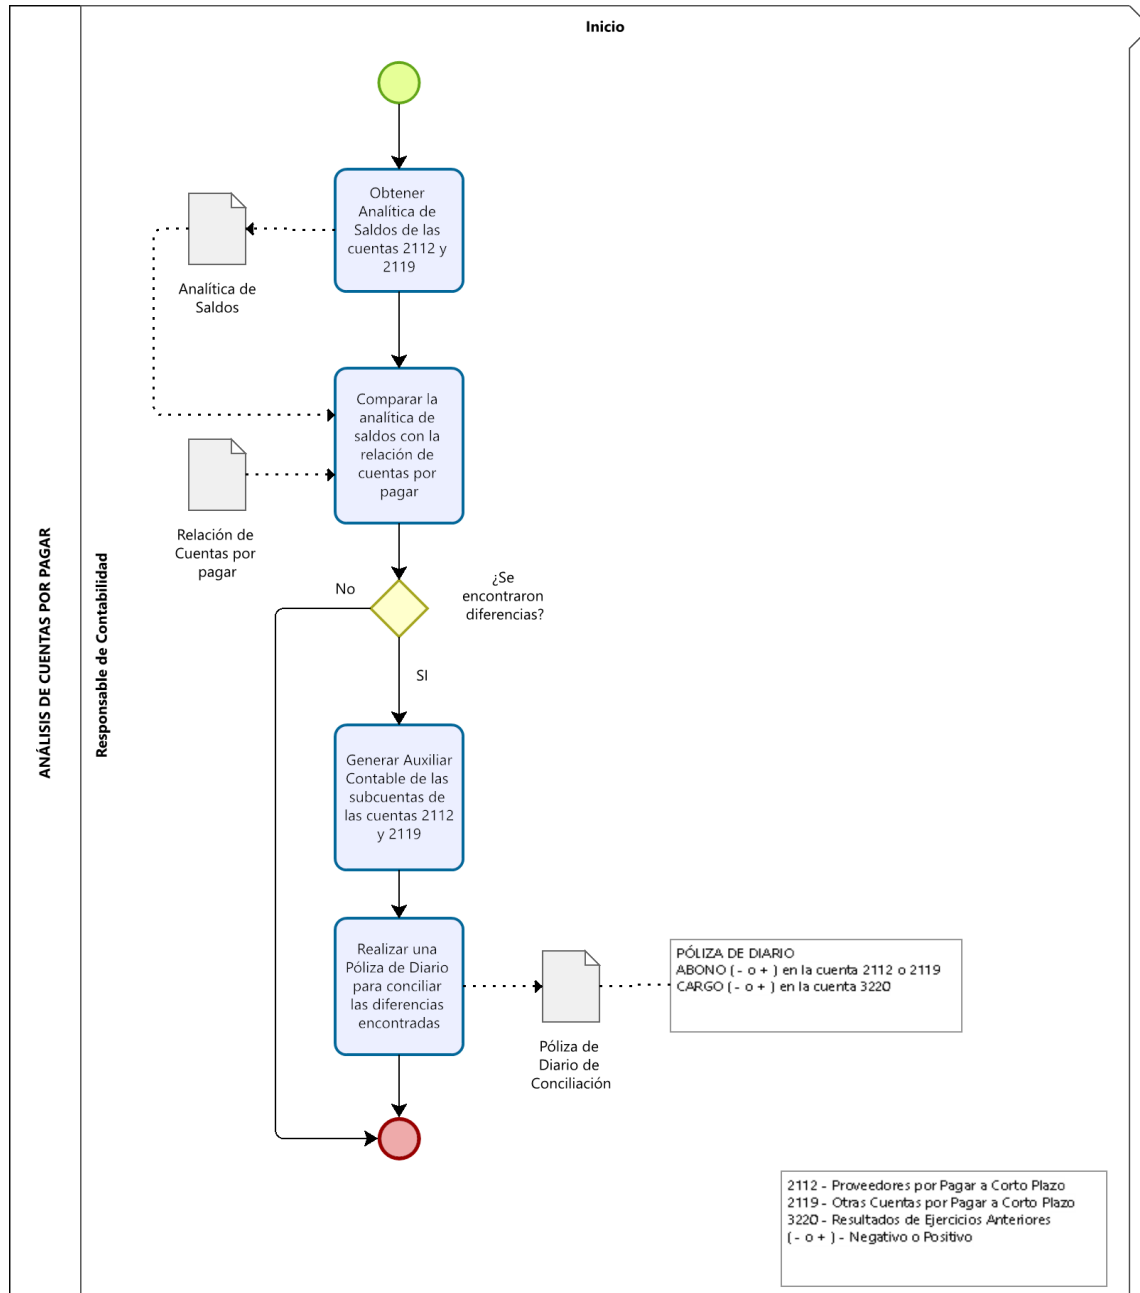 Inicio
ANÁLISIS DE CUENTAS POR PAGAR
Responsable de Contabilidad
Obtener
Analítica de
Saldos de las
cuentas 2112 y
2119
Analítica de
Saldos
Comparar la
analítica de
saldos con la
relación de
cuentas por
pagar
Relación de
Cuentas por
pagar
No
¿Se
encontraron
diferencias?
SI
Generar Auxiliar
Contable de las
subcuentas de
las cuentas 2112
y 2119
Realizar una
Póliza de Diario
para conciliar
las diferencias
encontradas
Póliza de
Diario de
Conciliación
PÓLIZA DE DIARIO
ABONO ( - o + ) en la cuenta 2112 o 2119
CARGO ( - o + ) en la cuenta 3220
2112 - Proveedores por Pagar a Corto Plazo
2119 - Otras Cuentas por Pagar a Corto Plazo
3220 - Resultados de Ejercicios Anteriores
( - o + ) - Negativo o Positivo